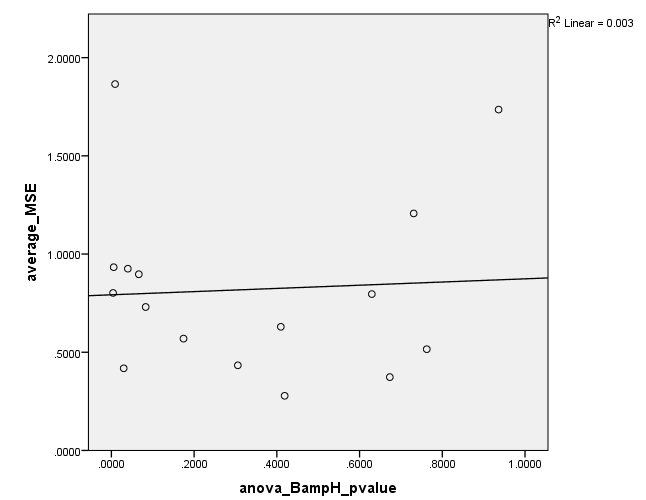 R² Linear = 0.003
2.0000
1.5000
1.0000
.5000
.0000
average_MSE
.0000 .2000 .4000 .6000 .8000 1.0000
anova_BampH_pvalue